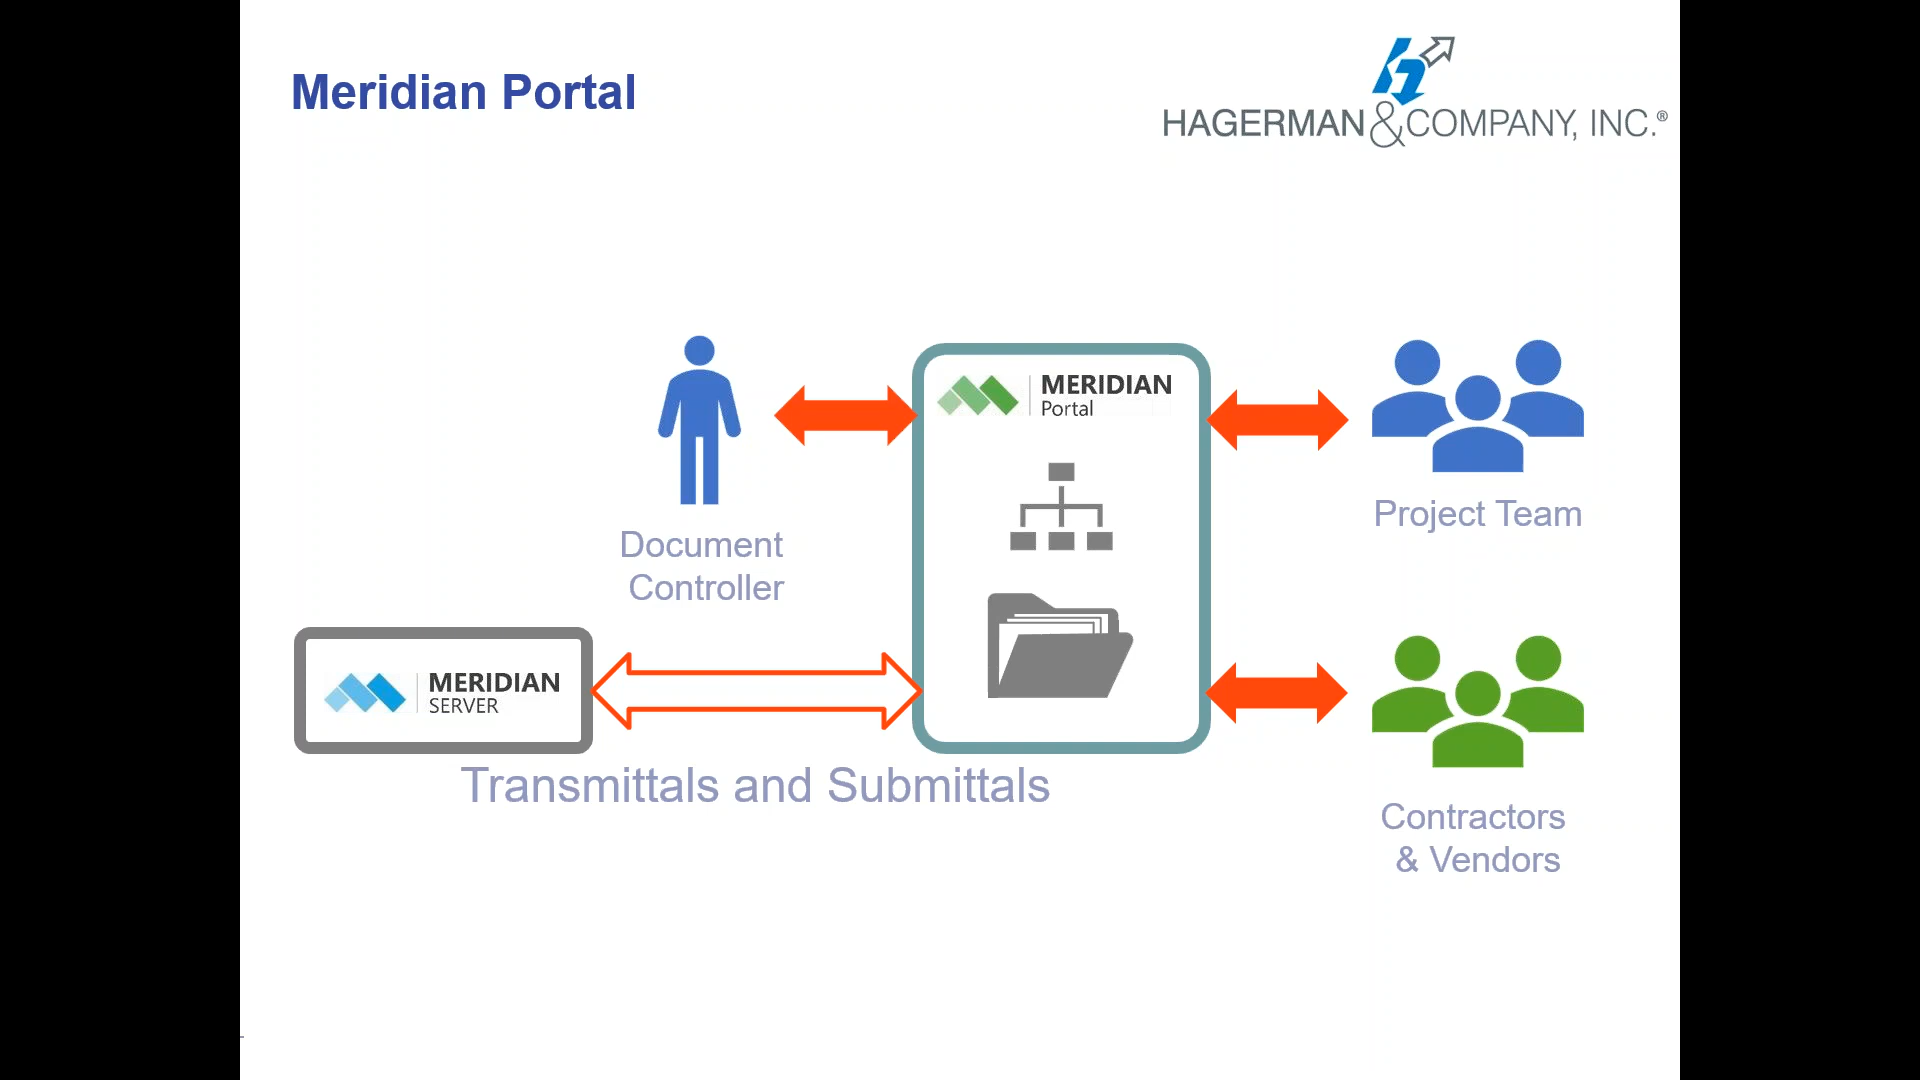 Meridian Portal
HAGERMAN & COMPANY, INC.®
MERIDIAN
Portal
Document
Controller
Project Team
MERIDIAN
SERVER
Transmittals and Submittals
Contractors
& Vendors